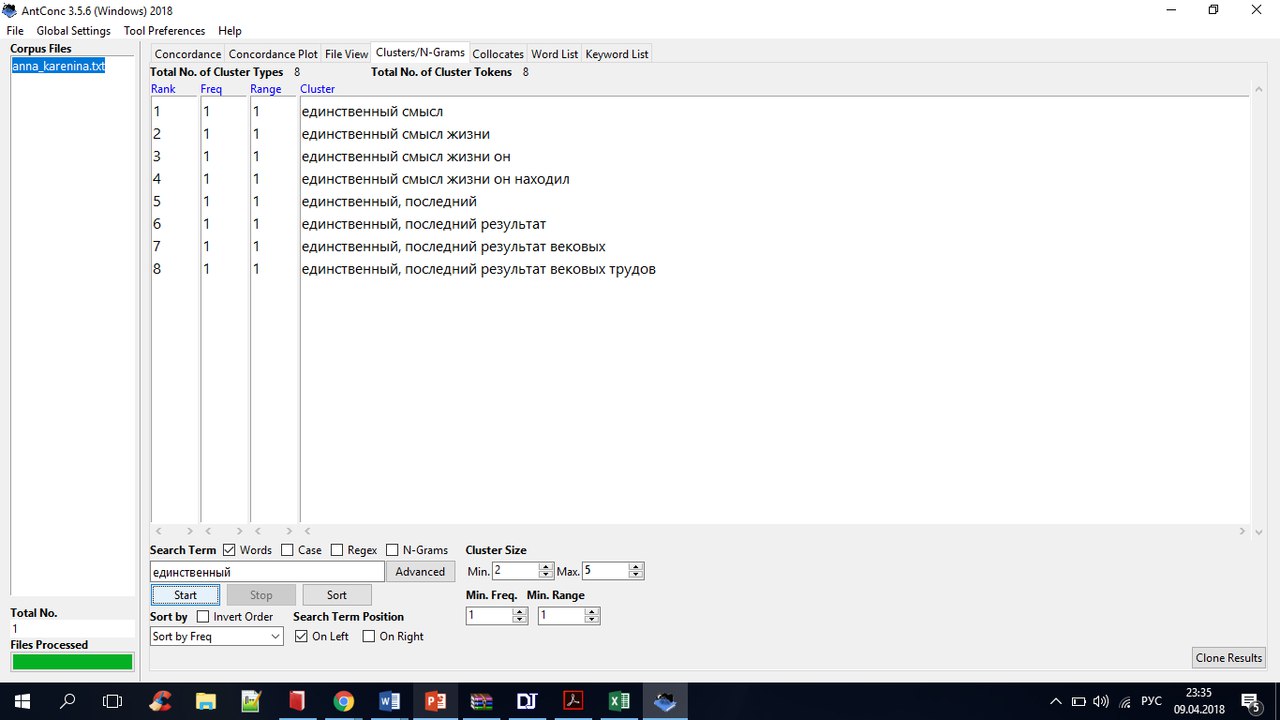 AntConc 3.5.6 (Windows) 2018
File Global Settings Tool Preferences Help
Corpus Files
anna_karenina.txt
Concordance Concordance Plot File View Clusters/N-Grams Collocates Word List Keyword List
Total No. of Cluster Types 8 Total No. of Cluster Tokens 8
Rank Freq Range Cluster
1 1 1 единственный смысл
2 1 1 единственный смысл жизни
3 1 1 единственный смысл жизни он
4 1 1 единственный смысл жизни он находил
5 1 1 единственный, последний
6 1 1 единственный, последний результат
7 1 1 единственный, последний результат вековых
8 1 1 единственный, последний результат вековых трудов
Search Term Words Case Regex N-Grams Cluster Size
единственный Advanced Min. 2 Max. 5
Start Stop Sort Min. Freq. Min. Range
Total No. Sort by Invert Order Search Term Position 1 1
1 Sort by Freq On Left On Right
Files Processed
Clone Results
РУС 23:35
09.04.2018 5